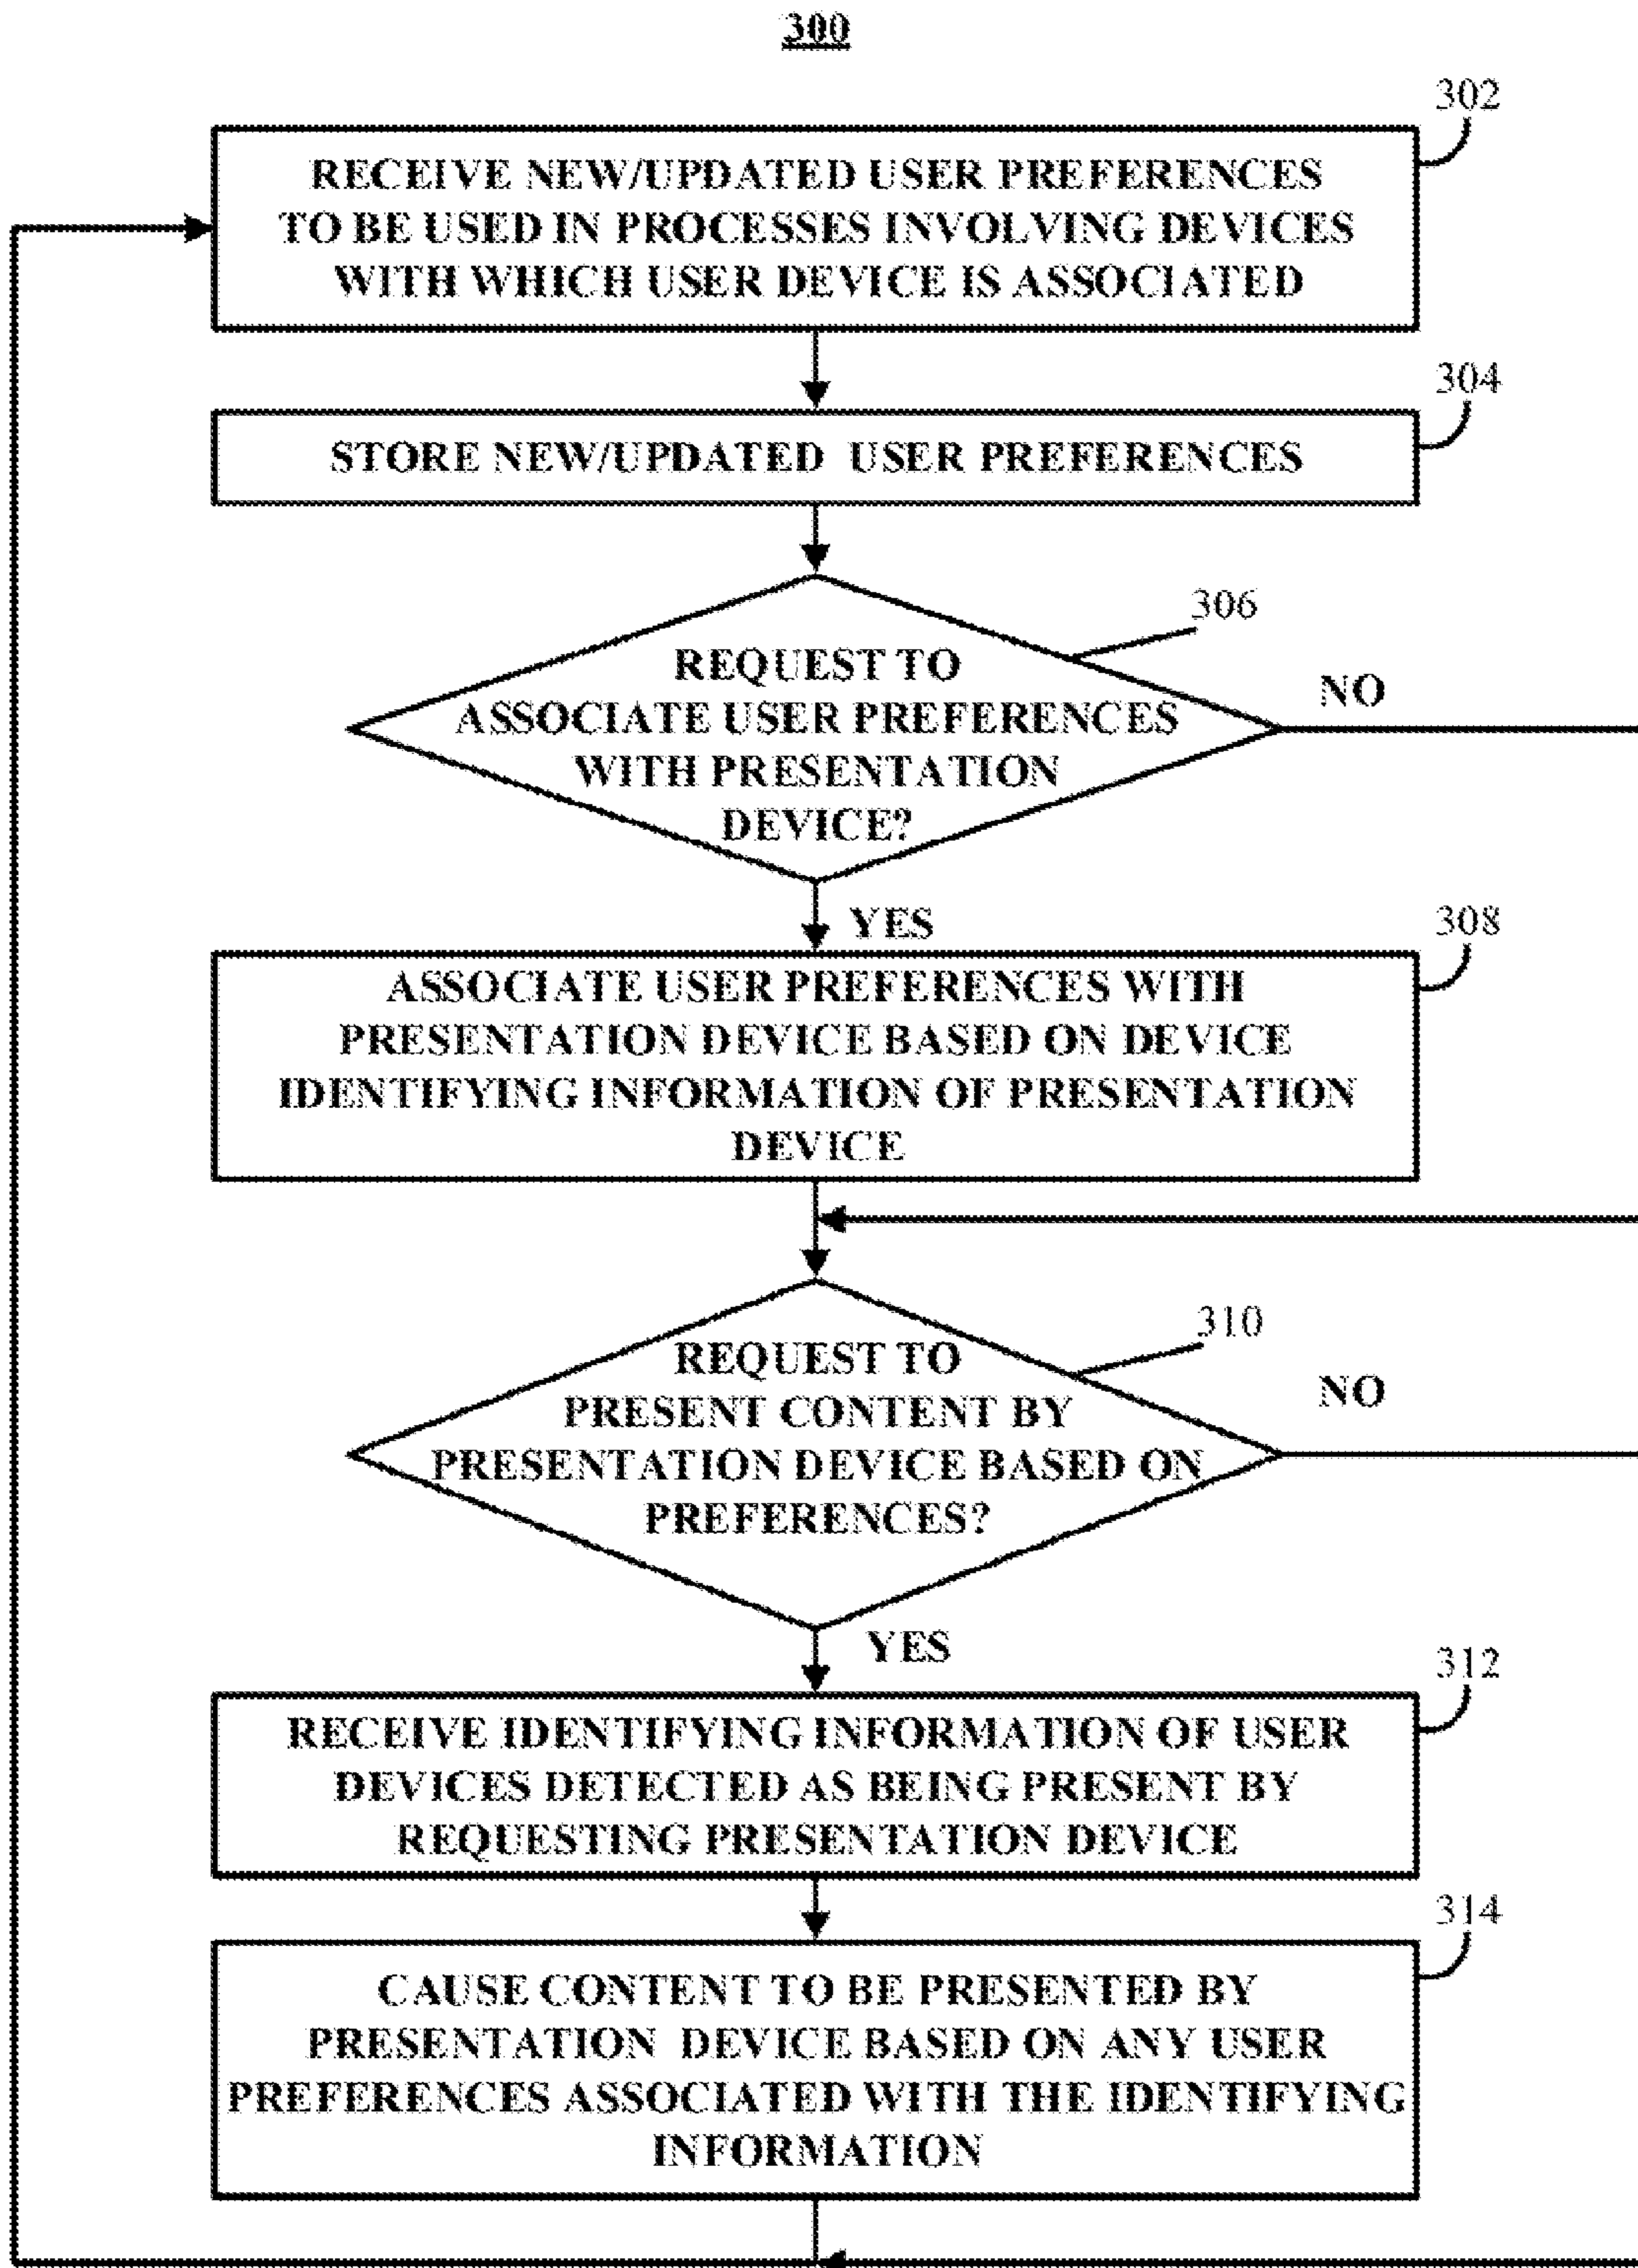 300
302
RECEIVE NEW/UPDATED USER PREFERENCES
TO BE USED IN PROCESSES INVOLVING DEVICES
WITH WHICH USER DEVICE IS ASSOCIATED
304
STORE NEW/UPDATED USER PREFERENCES
306
REQUEST TO
ASSOCIATE USER PREFERENCES
WITH PRESENTATION
DEVICE?
NO
YES
308
ASSOCIATE USER PREFERENCES WITH
PRESENTATION DEVICE BASED ON DEVICE
IDENTIFYING INFORMATION OF PRESENTATION
DEVICE
310
REQUEST TO
PRESENT CONTENT BY
PRESENTATION DEVICE BASED ON
PREFERENCES?
NO
YES
312
RECEIVE IDENTIFYING INFORMATION OF USER
DEVICES DETECTED AS BEING PRESENT BY
REQUESTING PRESENTATION DEVICE
314
CAUSE CONTENT TO BE PRESENTED BY
PRESENTATION DEVICE BASED ON ANY USER
PREFERENCES ASSOCIATED WITH THE IDENTIFYING
INFORMATION